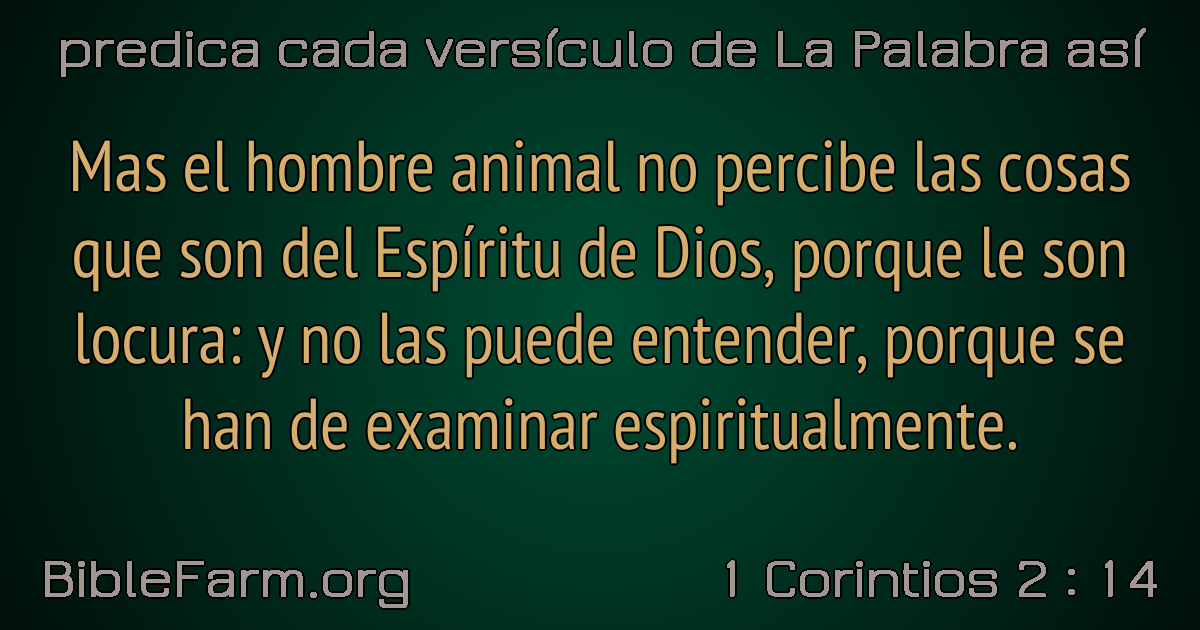 predica cada versículo de La Palabra así
Mas el hombre animal no percibe las cosas
que son del Espíritu de Dios, porque le son
locura: y no las puede entender, porque se
han de examinar espiritualmente.
BibleFarm.org
1 Corintios 2 : 14